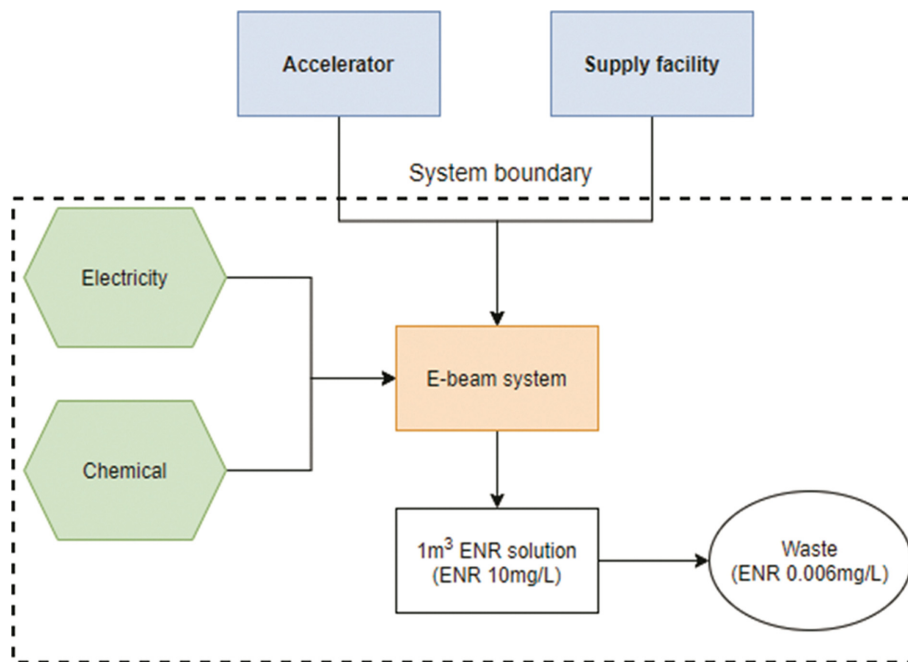 Accelerator
Supply facility
System boundary
Electricity
E-beam system
Chemical
1m³ ENR solution
(ENR 10mg/L)
Waste
(ENR 0.006mg/L)